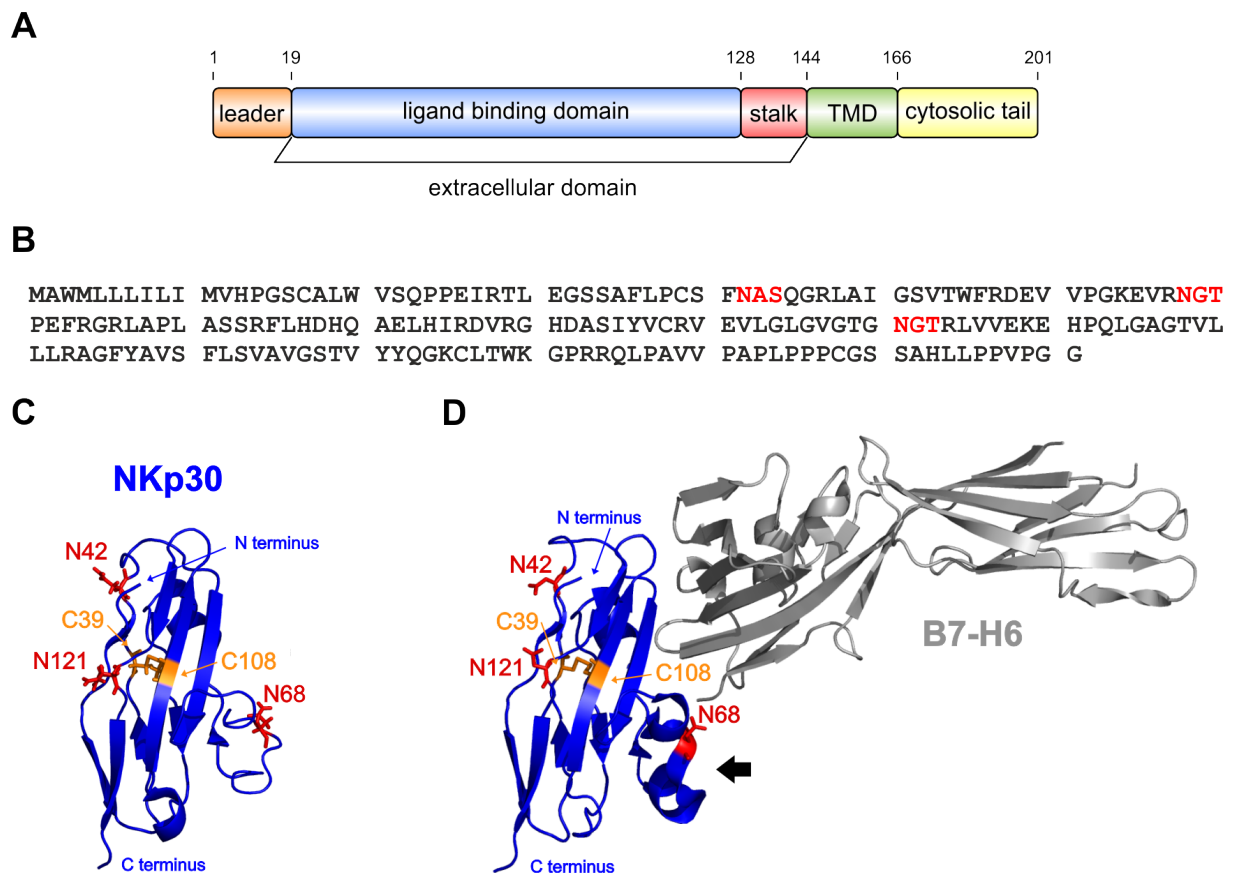 A
1 19 128 144 166 201
leader ligand binding domain stalk TMD cytosolic tail
extracellular domain
B
MAWMLLLILI MVHPGSCALW VSQPPEIRTL EGSSAFLPCS FNASQGRLAI GSVTWFRDEV VPGKEVRNGT
PEFRGRLAPL ASSRFLHDHQ AELHIRDVRG HDASIYVCRV EVLGLGVGTG NGTRLVVEKE HPQLGAGTVL
LLRAGFYAVS FLSVAVGSTV YYQGKCLTWK GPRRQLPAVV PAPLPPPCGS SAHLLPPVPG G
C
NKp30
N42
N terminus
C39
N121
C108
N68
C terminus
D
N terminus
N42
C39
N121
C108
N68
B7-H6
C terminus